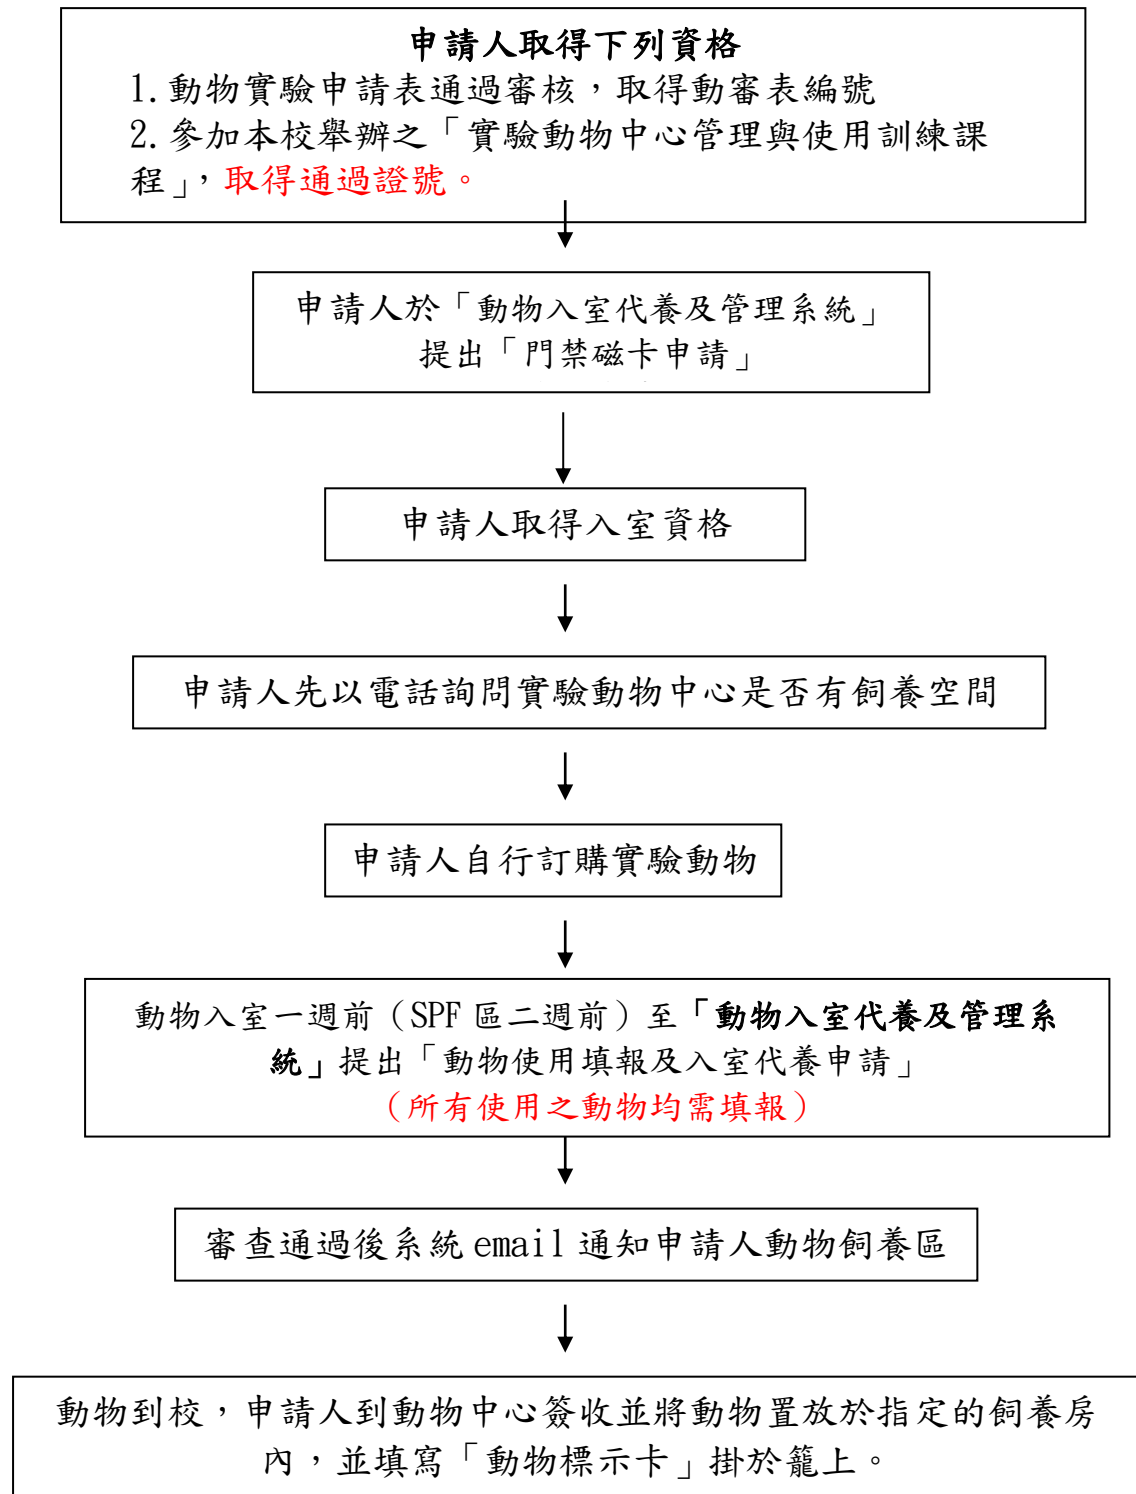 申請人取得下列資格
1.動物實驗申請表通過審核，取得動審表編號
2.參加本校舉辦之「實驗動物中心管理與使用訓練課
程」，取得通過證號。
申請人於「動物入室代養及管理系統」
提出「門禁磁卡申請」
申請人取得入室資格
申請人先以電話詢問實驗動物中心是否有飼養空間
申請人自行訂購實驗動物
動物入室一週前（SPF 區二週前）至「動物入室代養及管理系
統」提出「動物使用填報及入室代養申請」
（所有使用之動物均需填報）
審查通過後系統 email 通知申請人動物飼養區
動物到校，申請人到動物中心簽收並將動物置放於指定的飼養房
內，並填寫「動物標示卡」掛於籠上。